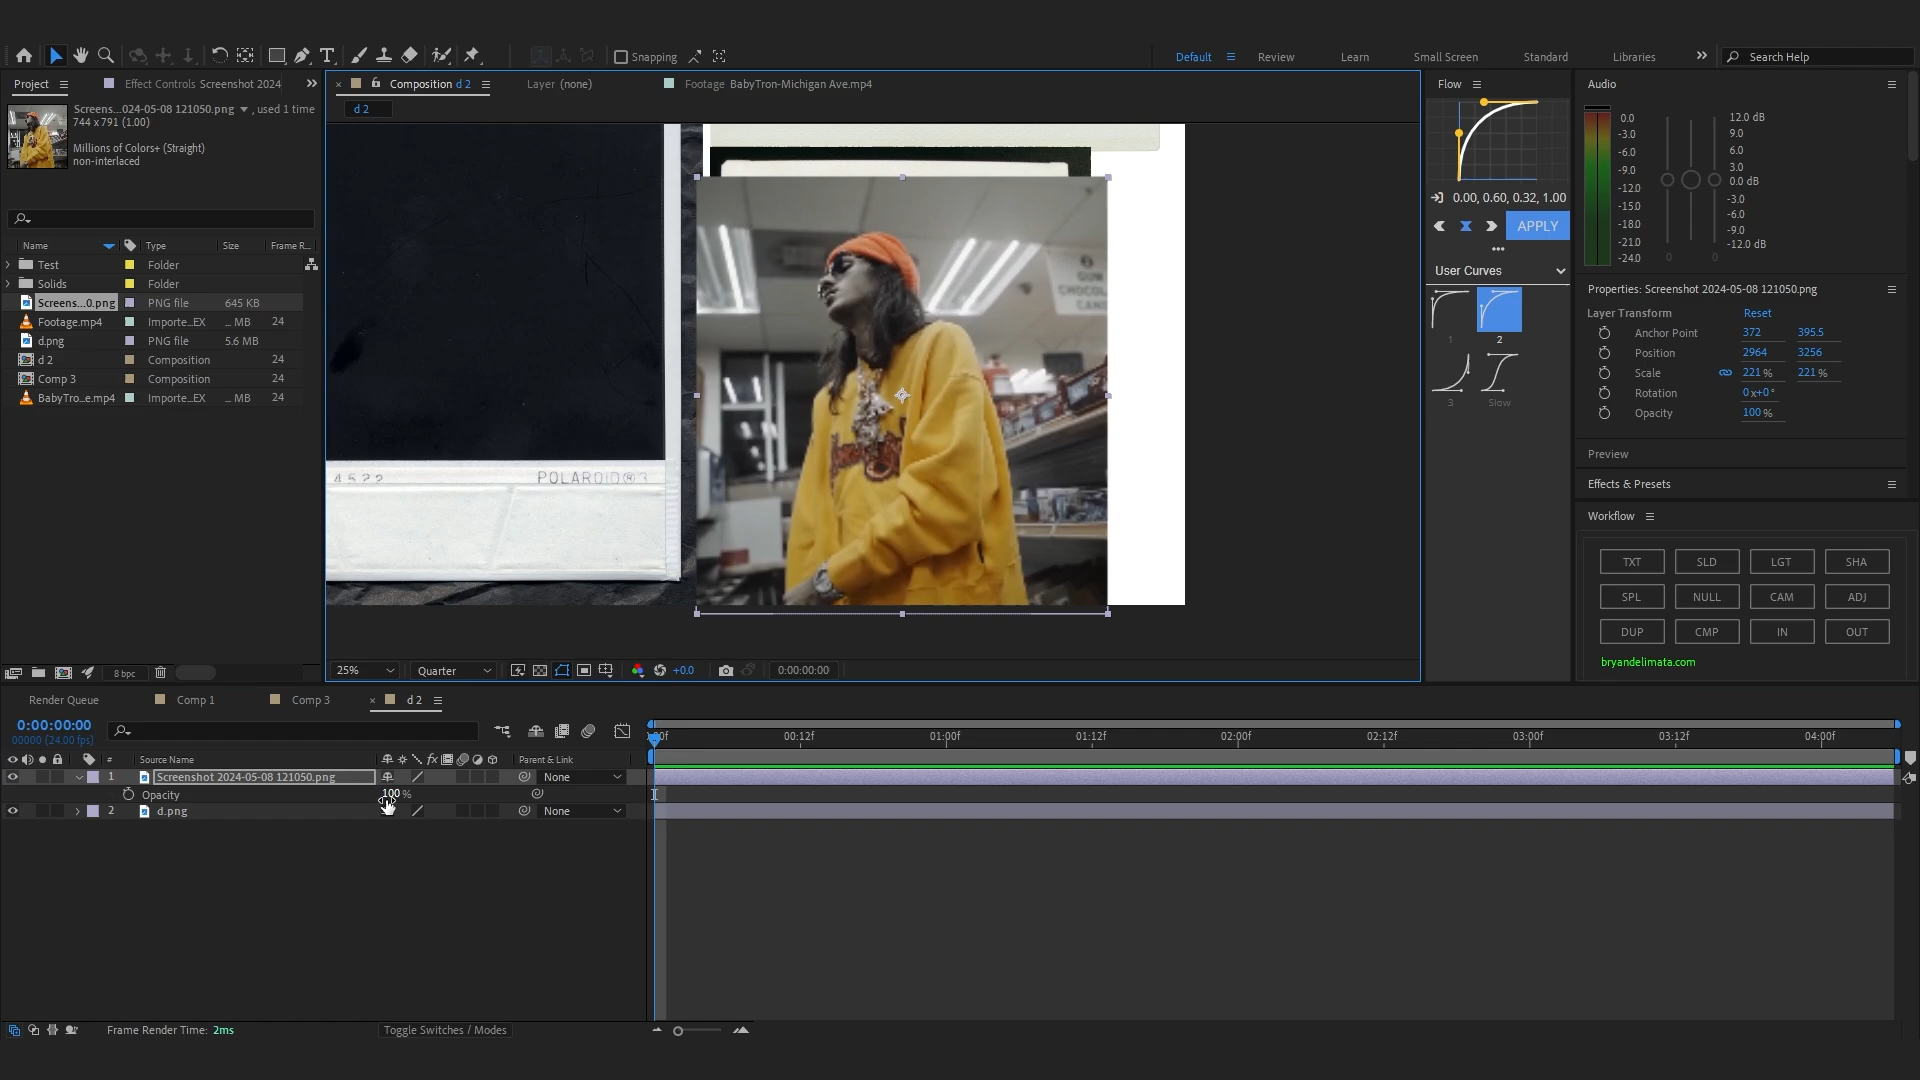 Snapping
Default
Review
Learn
Small Screen
Standard
Libraries
Search Help
Project
Effect Controls Screenshot 2024
Composition d 2
Layer (none)
Footage BabyTron-Michigan Ave.mp4
Flow
Audio
d 2
Screens...024-05-08 121050.png , used 1 time
744 x 791 (1.00)
Millions of Colors+ (Straight)
non-interlaced
Name Type Size Frame R...
Test Folder
Solids Folder
Screens...0.png PNG file 645 KB
Footage.mp4 Importe...EX ... MB 24
d.png PNG file 5.6 MB
d 2 Composition 24
Comp 3 Composition 24
BabyTro...e.mp4 Importe...EX ... MB 24
8 bpc
4522 POLAROID®3
GUM
CHOCOL
CAND
25%
Quarter
+0.0
0:00:00:00
0.00, 0.60, 0.32, 1.00
APPLY
User Curves
1
2
3
Slow
0.0
-3.0
-6.0
-9.0
-12.0
-15.0
-18.0
-21.0
-24.0
12.0 dB
9.0
6.0
3.0
0.0 dB
-3.0
-6.0
-9.0
-12.0 dB
0 0
Properties: Screenshot 2024-05-08 121050.png
Layer Transform Reset
Anchor Point 372 395.5
Position 2964 3256
Scale 221 % 221 %
Rotation 0x+0°
Opacity 100 %
Preview
Effects & Presets
Workflow
TXT SLD LGT SHA
SPL NULL CAM ADJ
DUP CMP IN OUT
bryandelimata.com
Render Queue
Comp 1
Comp 3
d 2
0:00:00:00
00000 (24.00 fps)
# Source Name
fx
Parent & Link
:00f 00:12f 01:00f 01:12f 02:00f 02:12f 03:00f 03:12f 04:00f
1 Screenshot 2024-05-08 121050.png None
Opacity 100 %
2 d.png None
Frame Render Time: 2ms
Toggle Switches / Modes